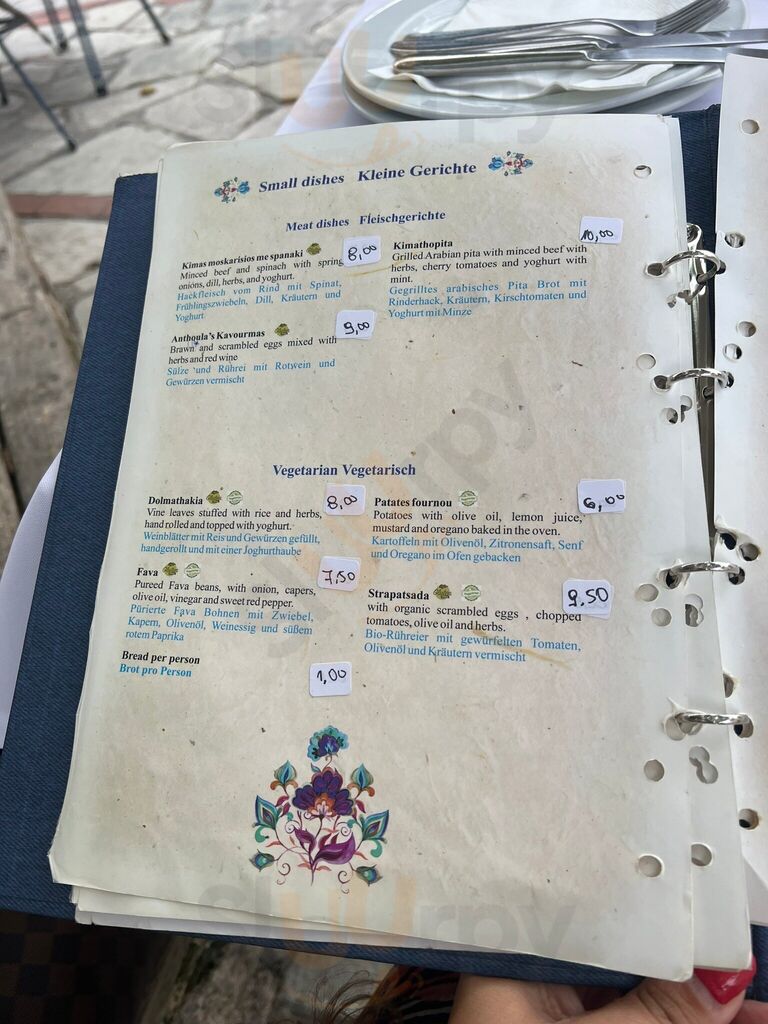 Small dishes Kleine Gerichte
Meat dishes Fleischgerichte
Kimas moskarisios me spanaki
8,00
Minced beef and spinach with spring
onions, dill, herbs, and yoghurt.
Hackfleisch vom Rind mit Spinat,
Frühlingszwiebeln, Dill, Kräutern und
Yoghurt
Kimathopita
10,00
Grilled Arabian pita with minced beef with
herbs, cherry tomatoes and yoghurt with
mint.
Gegrilltes arabisches Pita Brot mit
Rinderhack, Kräutern, Kirschtomaten und
Yoghurt mit Minze
Anthoula's Kavourmas
9,00
Brawn and scrambled eggs mixed with
herbs and red wine
Sülze und Rührei mit Rotwein und
Gewürzen vermischt
Vegetarian Vegetarisch
Dolmathakia
8,00
Vine leaves stuffed with rice and herbs,
hand rolled and topped with yoghurt.
Weinblätter mit Reis und Gewürzen gefüllt,
handgerollt und mit einer Joghurthaube
Patates fournou
6,00
Potatoes with olive oil, lemon juice,
mustard and oregano baked in the oven.
Kartoffeln mit Olivenöl, Zitronensaft, Senf
und Oregano im Ofen gebacken
Fava
7,50
Pureed Fava beans, with onion, capers,
olive oil, vinegar and sweet red pepper.
Pürierte Fava Bohnen mit Zwiebel,
Kapern, Olivenöl, Weinessig und süßem
rotem Paprika
Strapatsada
9,50
with organic scrambled eggs , chopped
tomatoes, olive oil and herbs.
Bio-Rühreier mit gewürfelten Tomaten,
Olivenöl und Kräutern vermischt
Bread per person
Brot pro Person
1,00